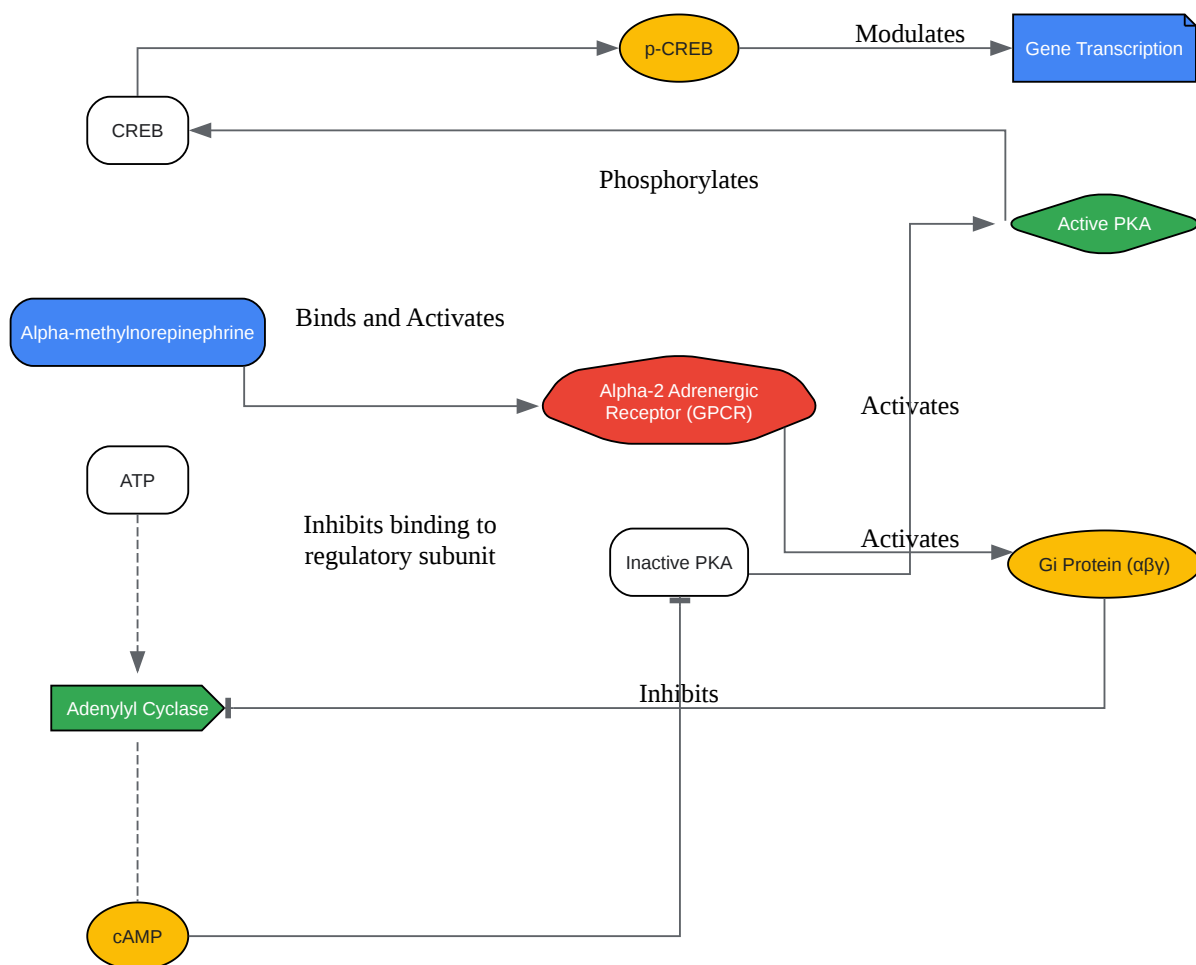 p-CREB
Modulates
Gene Transcription
CREB
Phosphorylates
Active PKA
Alpha-methylnorepinephrine
Binds and Activates
Alpha-2 Adrenergic
Receptor (GPCR)
Activates
ATP
Inhibits binding to
regulatory subunit
Inactive PKA
Activates
Gi Protein (αβγ)
Adenylyl Cyclase
Inhibits
cAMP